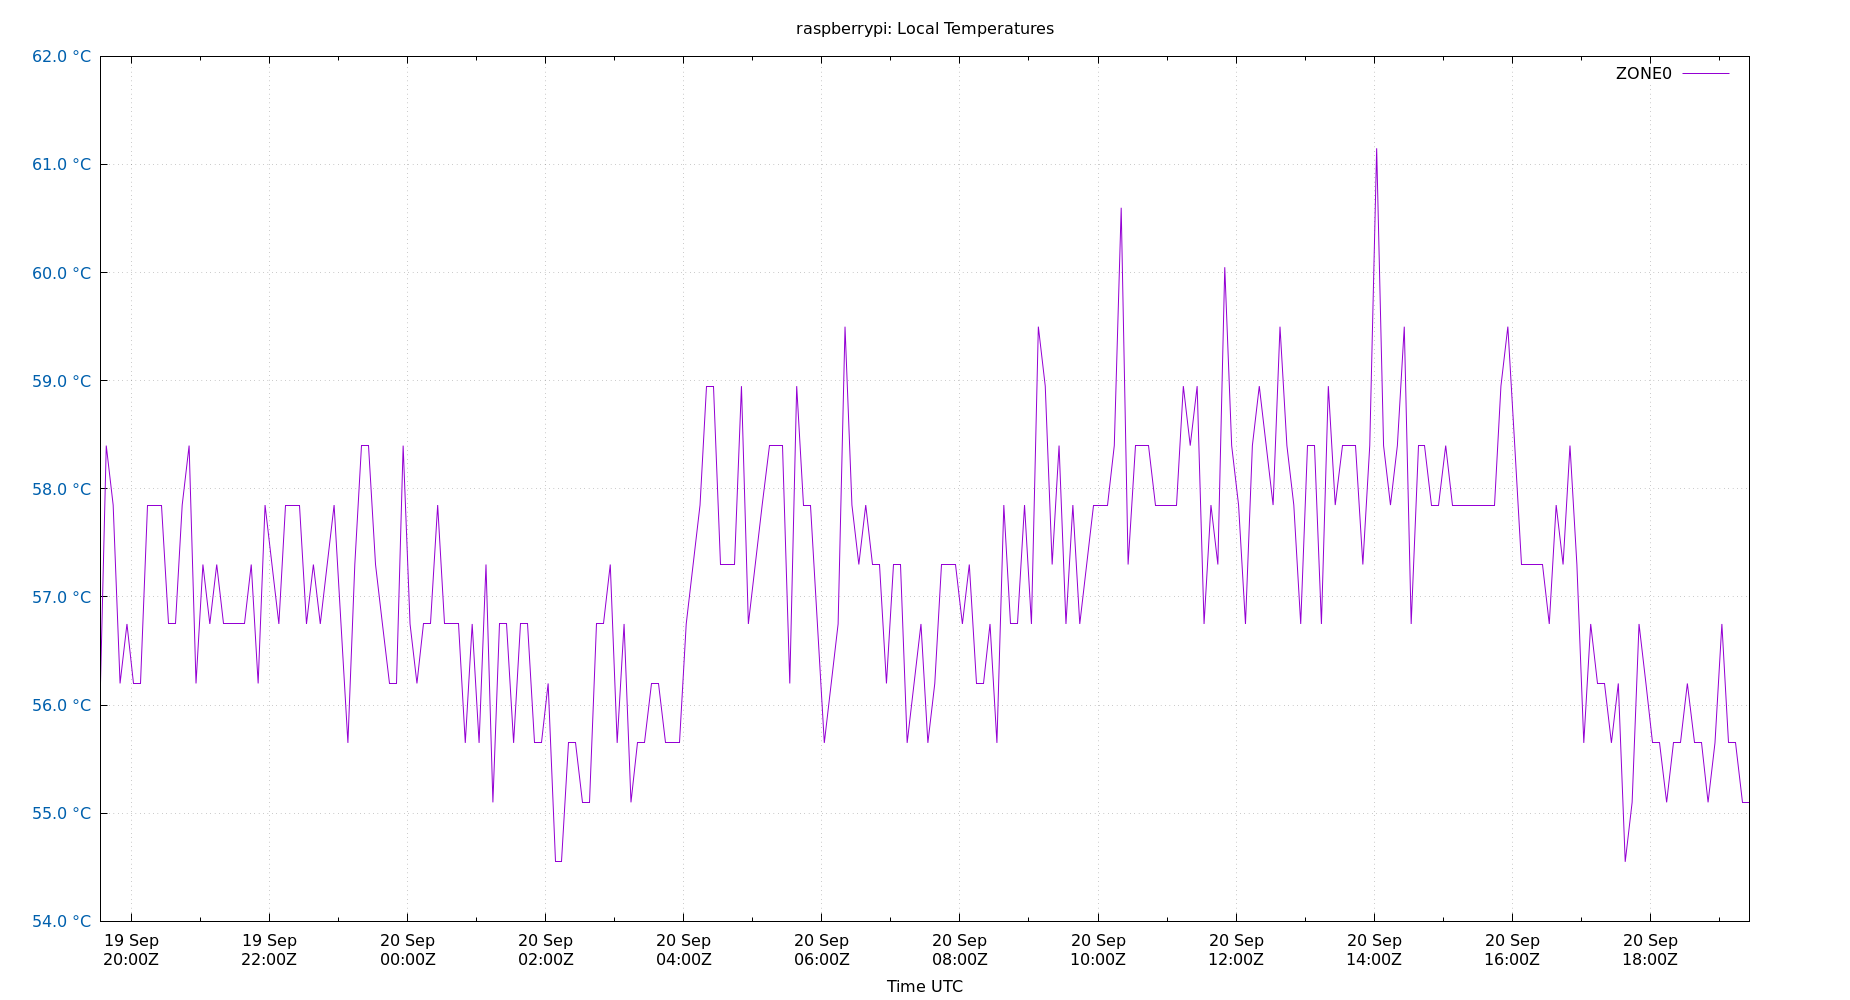 raspberrypi: Local Temperatures
62.0 °C
ZONE0
61.0 °C
60.0 °C
59.0 °C
58.0 °C
57.0 °C
56.0 °C
55.0 °C
54.0 °C
19 Sep 19 Sep 20 Sep 20 Sep 20 Sep 20 Sep 20 Sep 20 Sep 20 Sep 20 Sep 20 Sep 20 Sep
20:00Z 22:00Z 00:00Z 02:00Z 04:00Z 06:00Z 08:00Z 10:00Z 12:00Z 14:00Z 16:00Z 18:00Z
Time UTC